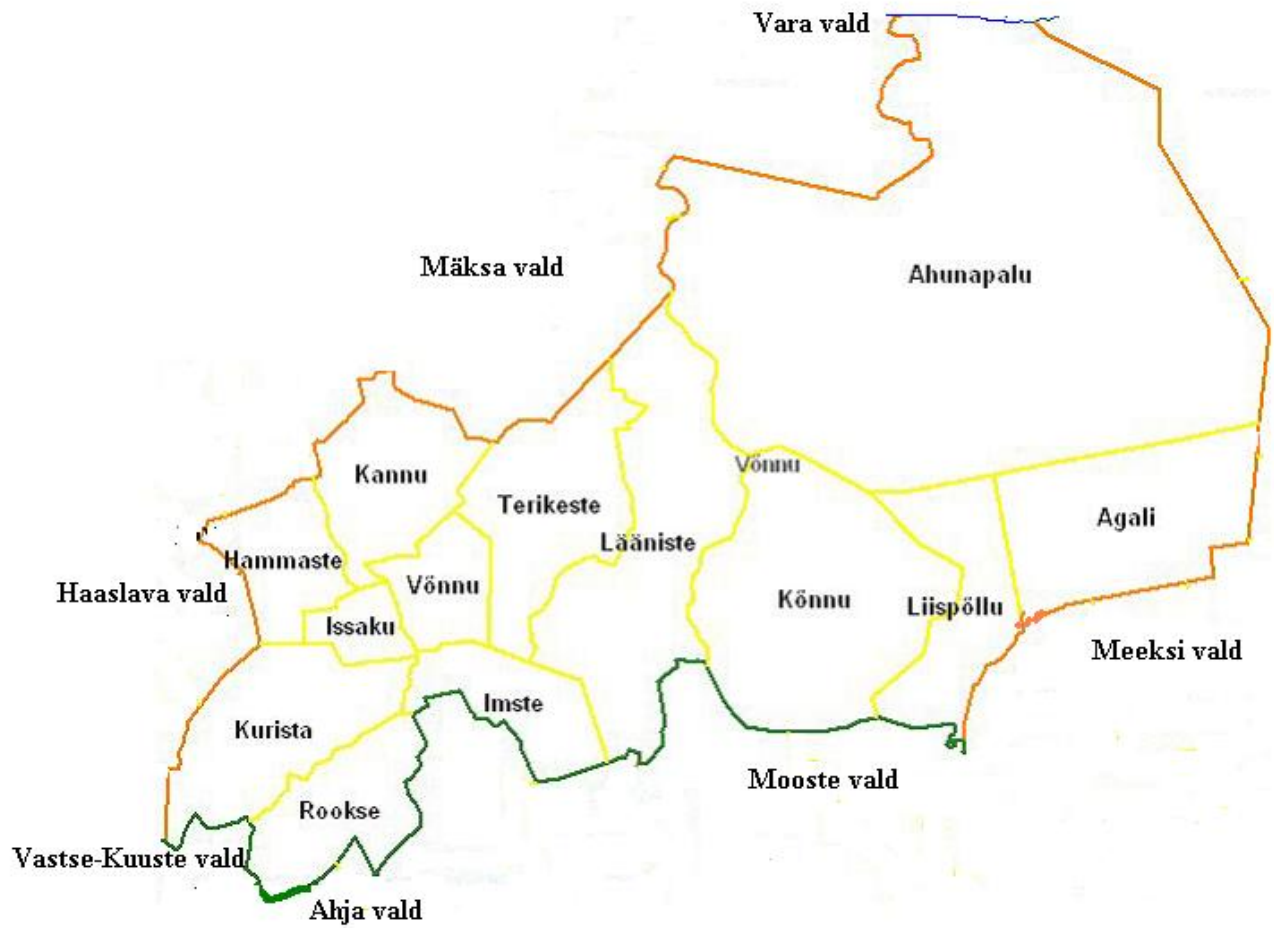 Vara vald
Mäksa vald
Ahunapalu
Kannu
Võnnu
Terikeste
Agali
Lääniste
Hammaste
Haaslava vald
Võnnu
Kõnnu
Liispõllu
Issaku
Meeksi vald
Imste
Kurista
Mooste vald
Rookse
Vastse-Kuuste vald
Ahja vald